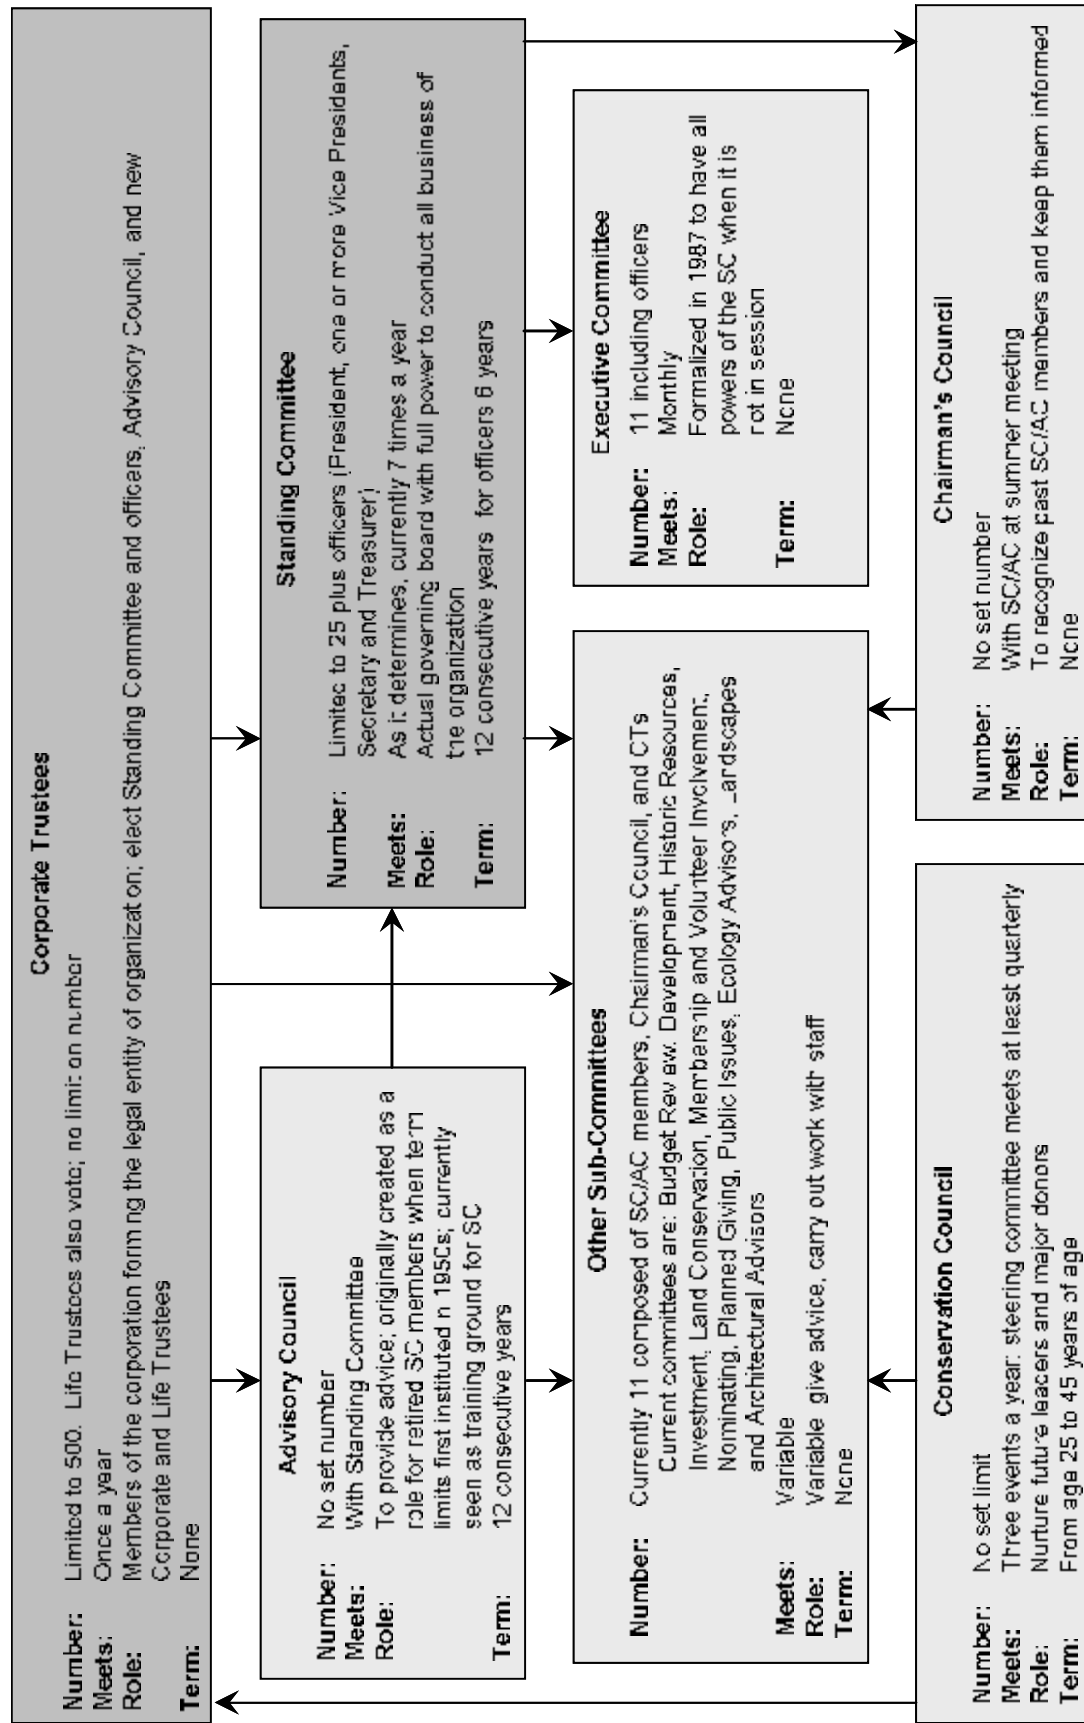 Corporate Trustees
Number: Limited to 500. Life Trustees also vote; no limit on number
Meets: Once a year
Role: Members of the corporation forming the legal entity of organization; elect Standing Committee and officers, Advisory Council, and new
Corporate and Life Trustees
Term: None
Advisory Council
Number: No set number
Meets: With Standing Committee
Role: To provide advice; originally created as a
role for retired SC members when term
limits first instituted in 1950s; currently
seen as training ground for SC
Term: 12 consecutive years
Standing Committee
Number: Limited to 25 plus officers (President, one or more Vice Presidents,
Secretary and Treasurer)
Meets: As it determines, currently 7 times a year
Role: Actual governing board with full power to conduct all business of
the organization
Term: 12 consecutive years for officers 6 years
Other Sub-Committees
Number: Currently 11 composed of SC/AC members, Chairman's Council, and CTs
Current committees are: Budget Review, Development, Historic Resources,
Investment, Land Conservation, Membership and Volunteer Involvement,
Nominating, Planned Giving, Public Issues, Ecology Advisors, Landscapes
and Architectural Advisors
Meets: Variable
Role: Variable give advice, carry out work with staff
Term: None
Executive Committee
Number: 11 including officers
Meets: Monthly
Role: Formalized in 1987 to have all
powers of the SC when it is
not in session
Term: None
Conservation Council
Number: No set limit
Meets: Three events a year; steering committee meets at least quarterly
Role: Nurture future leaders and major donors
Term: From age 25 to 45 years of age
Chairman's Council
Number: No set number
Meets: With SC/AC at summer meeting
Role: To recognize past SC/AC members and keep them informed
Term: None